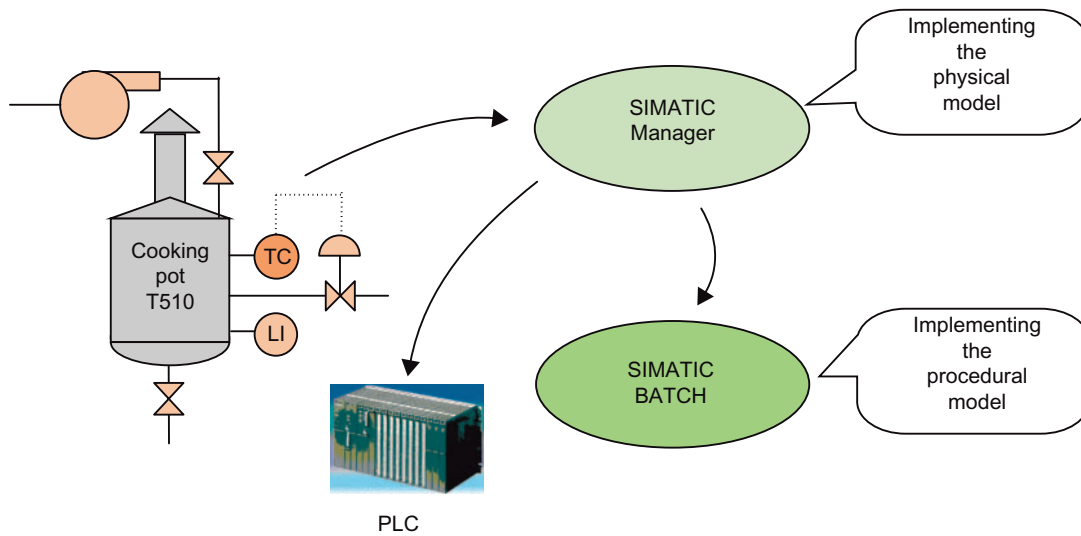 Implementing
the
physical
model
SIMATIC
Manager
Cooking
pot
T510
TC
LI
Implementing
the
procedural
model
SIMATIC
BATCH
PLC